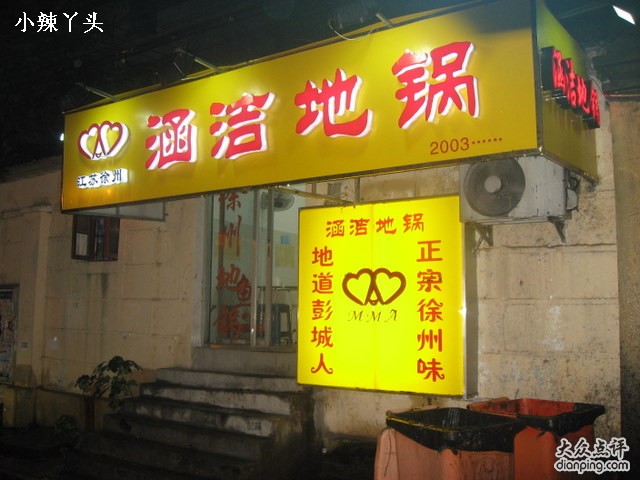 小辣丫头
涵洁地锅
江苏徐州
2003······
涵洁地锅
徐州地锅
涵洁地锅
正宗徐州味
地道彭城人
MMA
大众点评
dianping.com